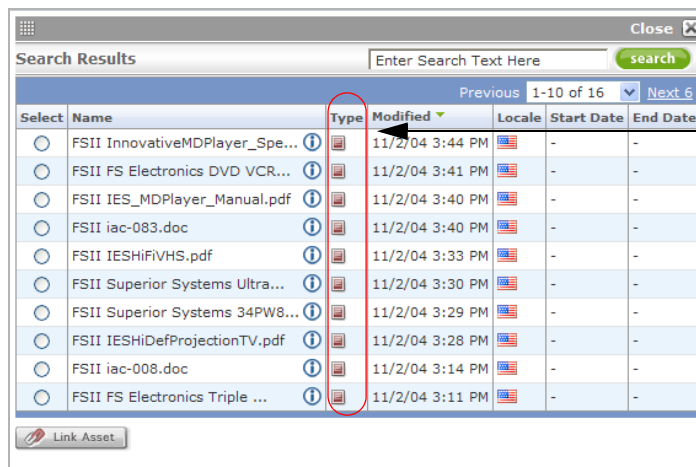 Close
Search Results Enter Search Text Here search
Previous 1-10 of 16 Next 6
Select Name Type Modified Locale Start Date End Date
FSII InnovativeMDPlayer_Spe... 11/2/04 3:44 PM - -
FSII FS Electronics DVD VCR... 11/2/04 3:41 PM - -
FSII IES_MDPlayer_Manual.pdf 11/2/04 3:40 PM - -
FSII iac-083.doc 11/2/04 3:40 PM - -
FSII IESHiFiVHS.pdf 11/2/04 3:33 PM - -
FSII Superior Systems Ultra... 11/2/04 3:30 PM - -
FSII Superior Systems 34PW8... 11/2/04 3:29 PM - -
FSII IESHiDefProjectionTV.pdf 11/2/04 3:28 PM - -
FSII iac-008.doc 11/2/04 3:14 PM - -
FSII FS Electronics Triple ... 11/2/04 3:11 PM - -
Link Asset